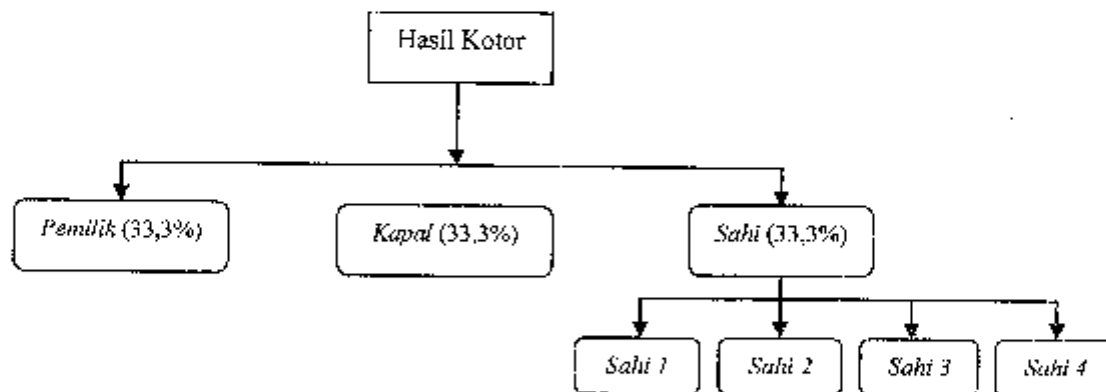 Hasil Kotor
Pemilik (33,3%)
Kapal (33,3%)
Sahi (33,3%)
Sahi 1
Sahi 2
Sahi 3
Sahi 4